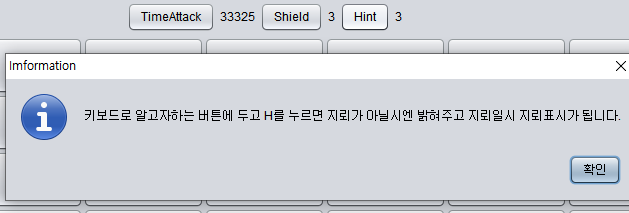 TimeAttack 33325 Shield 3 Hint 3
Imformation
키보드로 알고자하는 버튼에 두고 H를 누르면 지뢰가 아닐시엔 밝혀주고 지뢰일시 지뢰표시가 됩니다.
확인